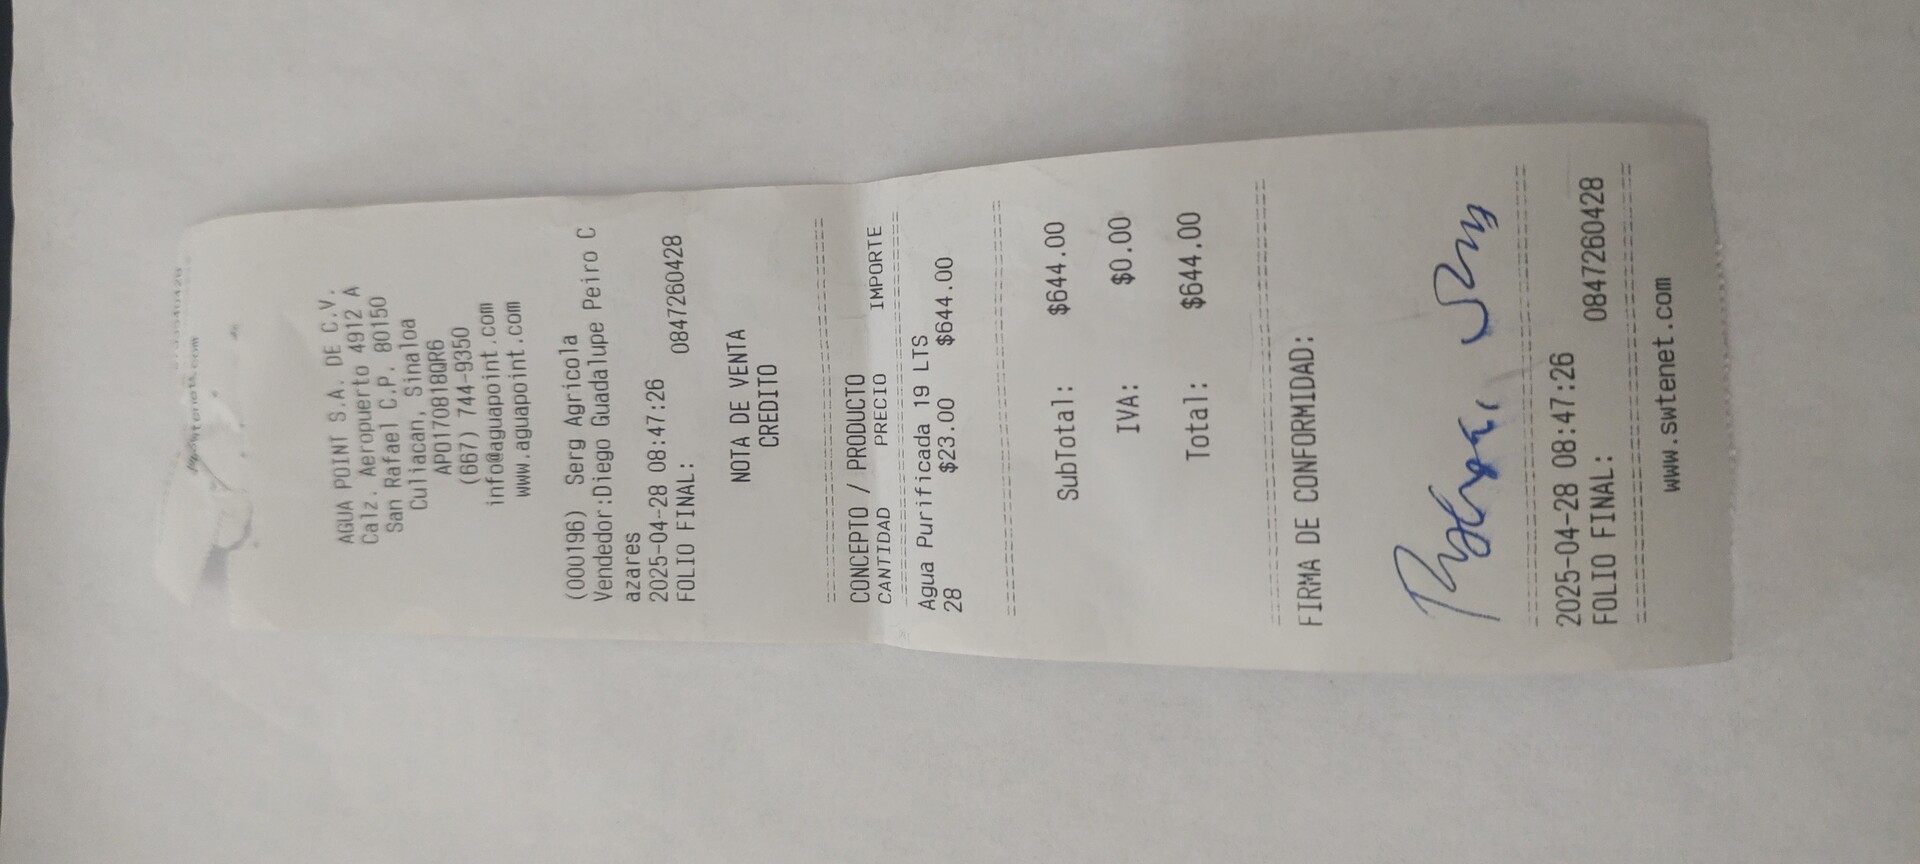 AGUA POINT S.A. DE C.V.
Calz. Aeropuerto 4912 A
San Rafael C.P. 80150
Culiacan, Sinaloa
APO170818QR6
(667) 744-9350
info@aguapoint.com
www.aguapoint.com
(000196) Serg Agricola
Vendedor:Diego Guadalupe Peiro C
azares
2025-04-28 08:47:26
FOLIO FINAL: 0847260428
NOTA DE VENTA
CREDITO
CONCEPTO / PRODUCTO
CANTIDAD PRECIO IMPORTE
Agua Purificada 19 LTS
28 $23.00 $644.00
SubTotal: $644.00
IVA: $0.00
Total: $644.00
FIRMA DE CONFORMIDAD:
2025-04-28 08:47:26
FOLIO FINAL: 0847260428
www.swtenet.com